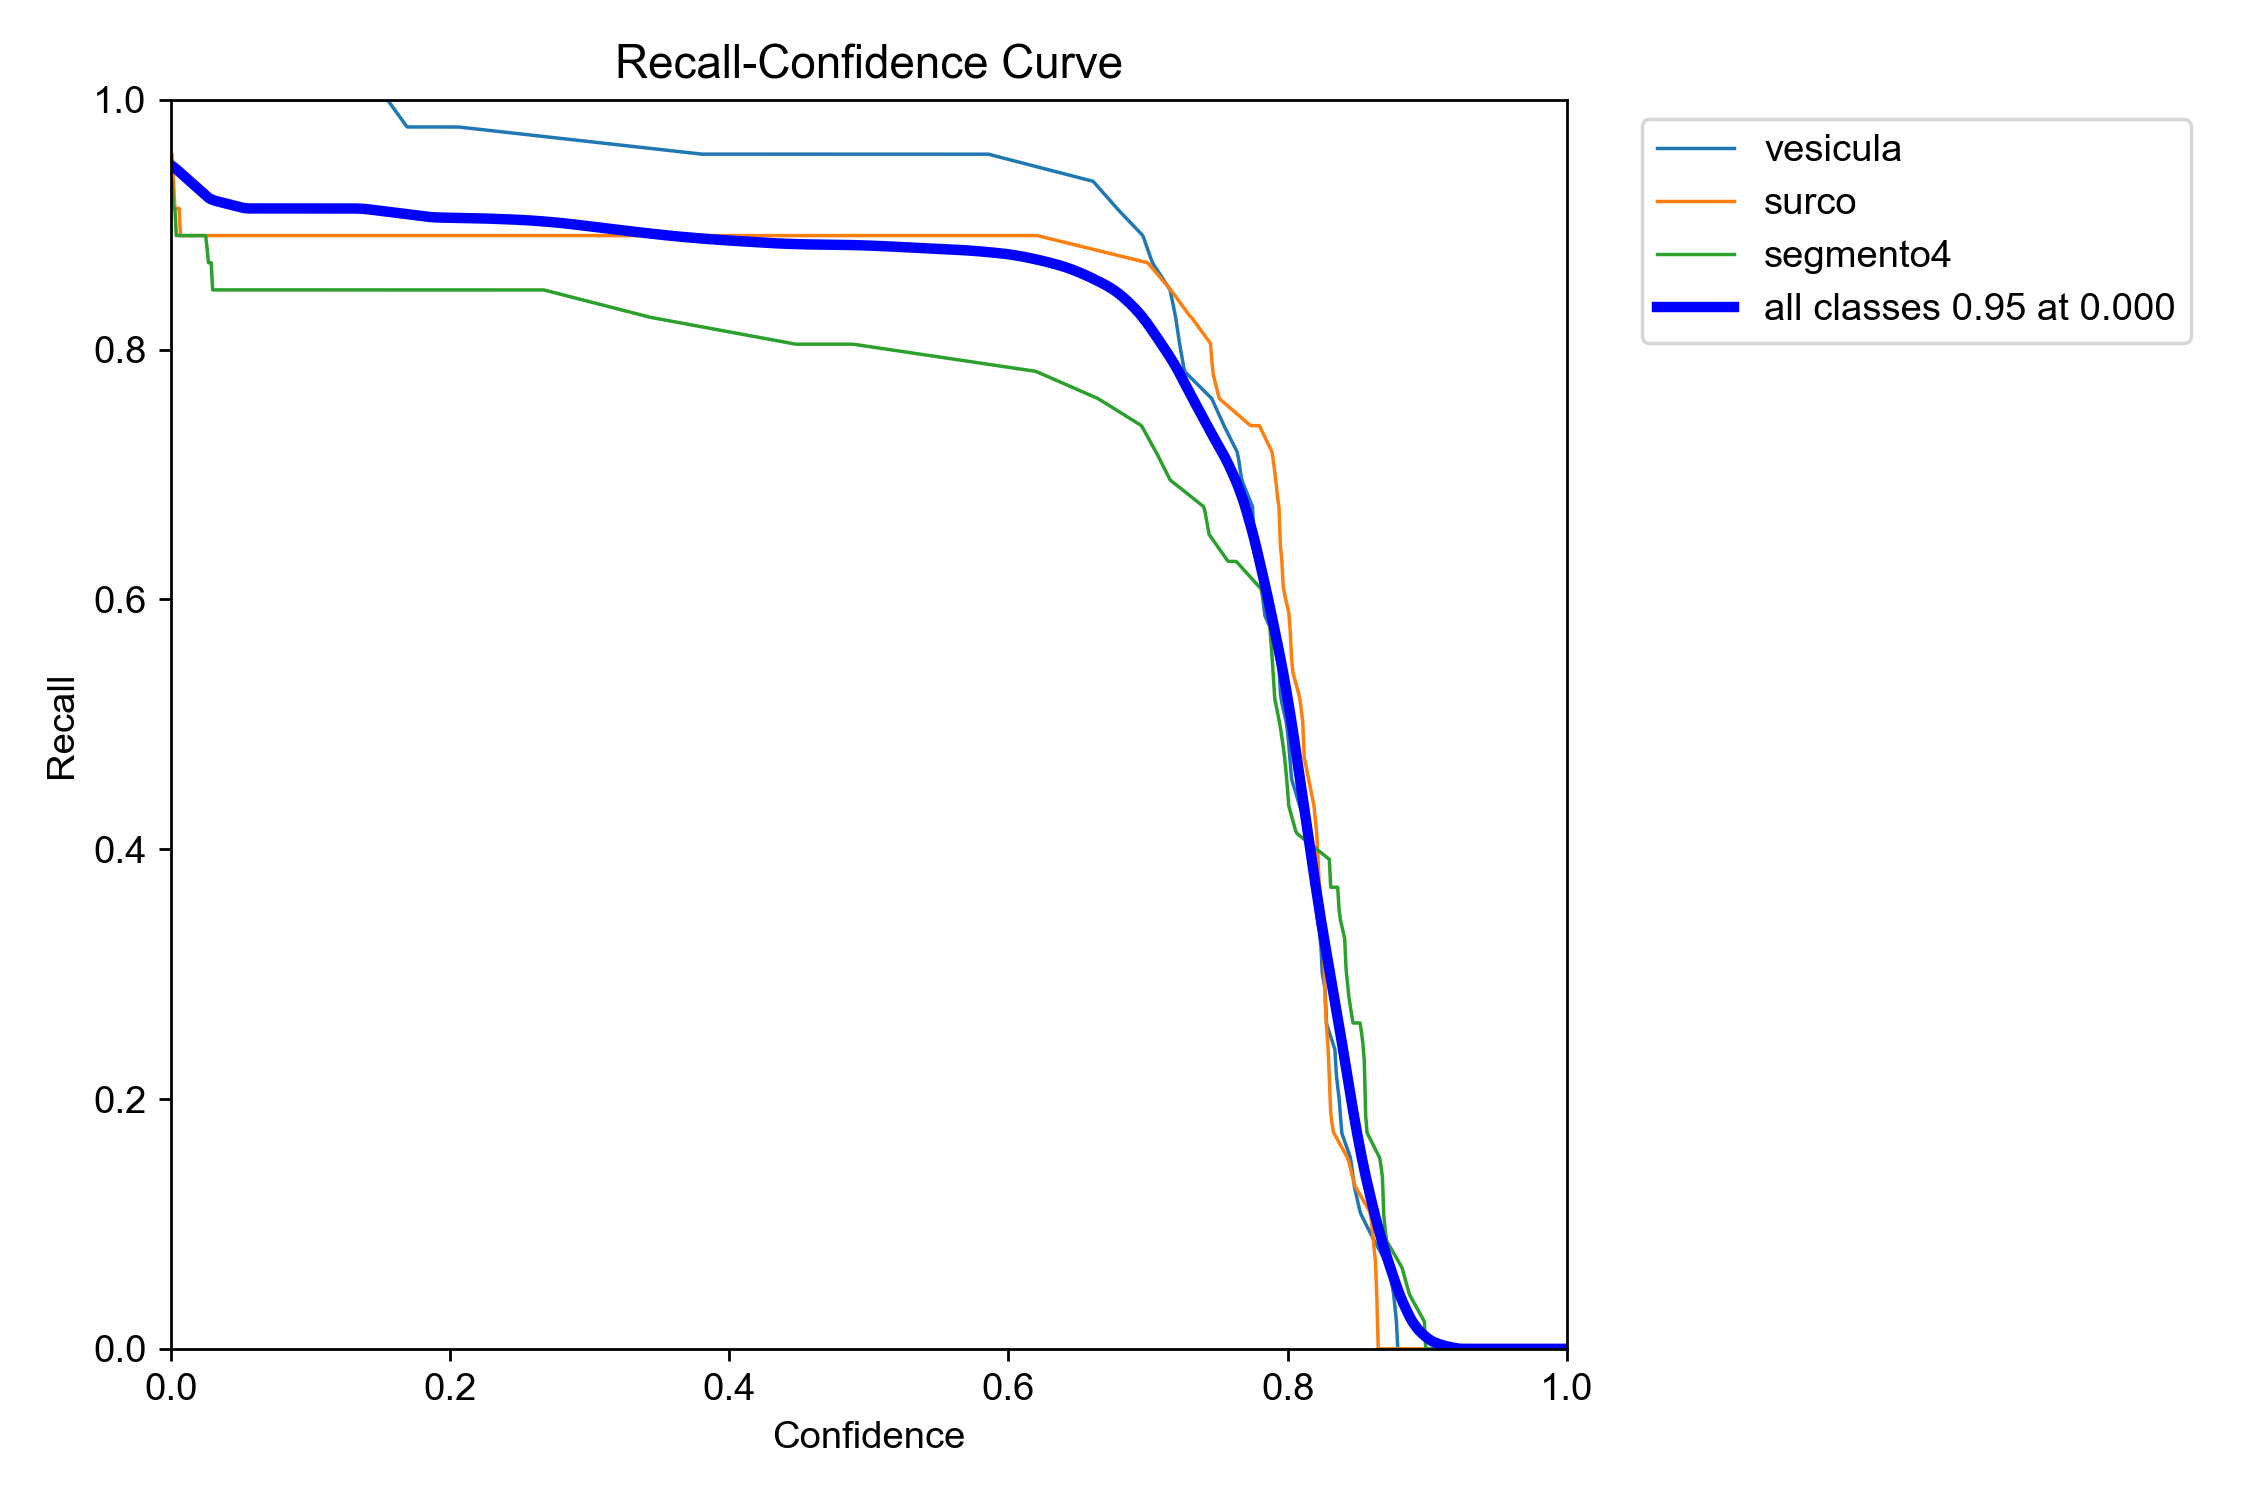 Recall-Confidence Curve
1.0
0.8
0.6
0.4
0.2
0.0
Recall
0.0 0.2 0.4 0.6 0.8 1.0
Confidence
vesicula
surco
segmento4
all classes 0.95 at 0.000